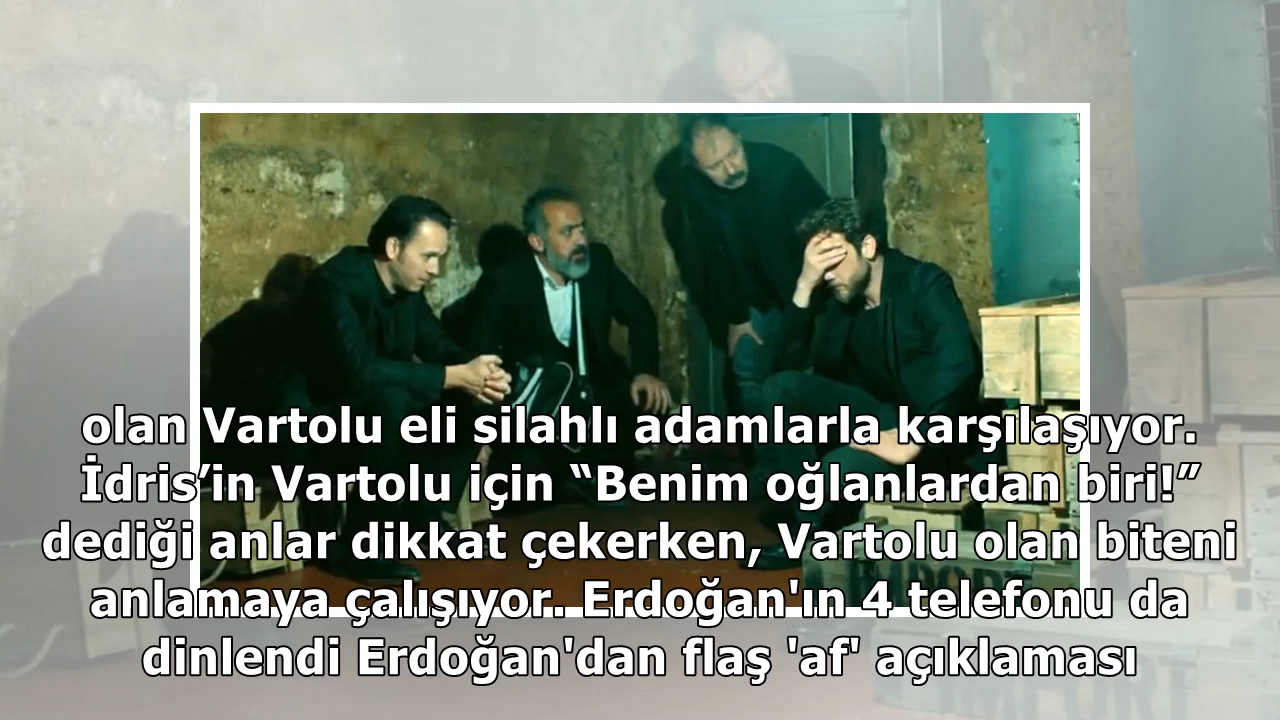 olan Vartolu eli silahlı adamlarla karşılaşıyor.
İdris’in Vartolu için “Benim oğlanlardan biri!”
dediği anlar dikkat çekerken, Vartolu olan biteni
anlamaya çalışıyor. Erdoğan'ın 4 telefonu da
dinlendi Erdoğan'dan flaş 'af' açıklaması